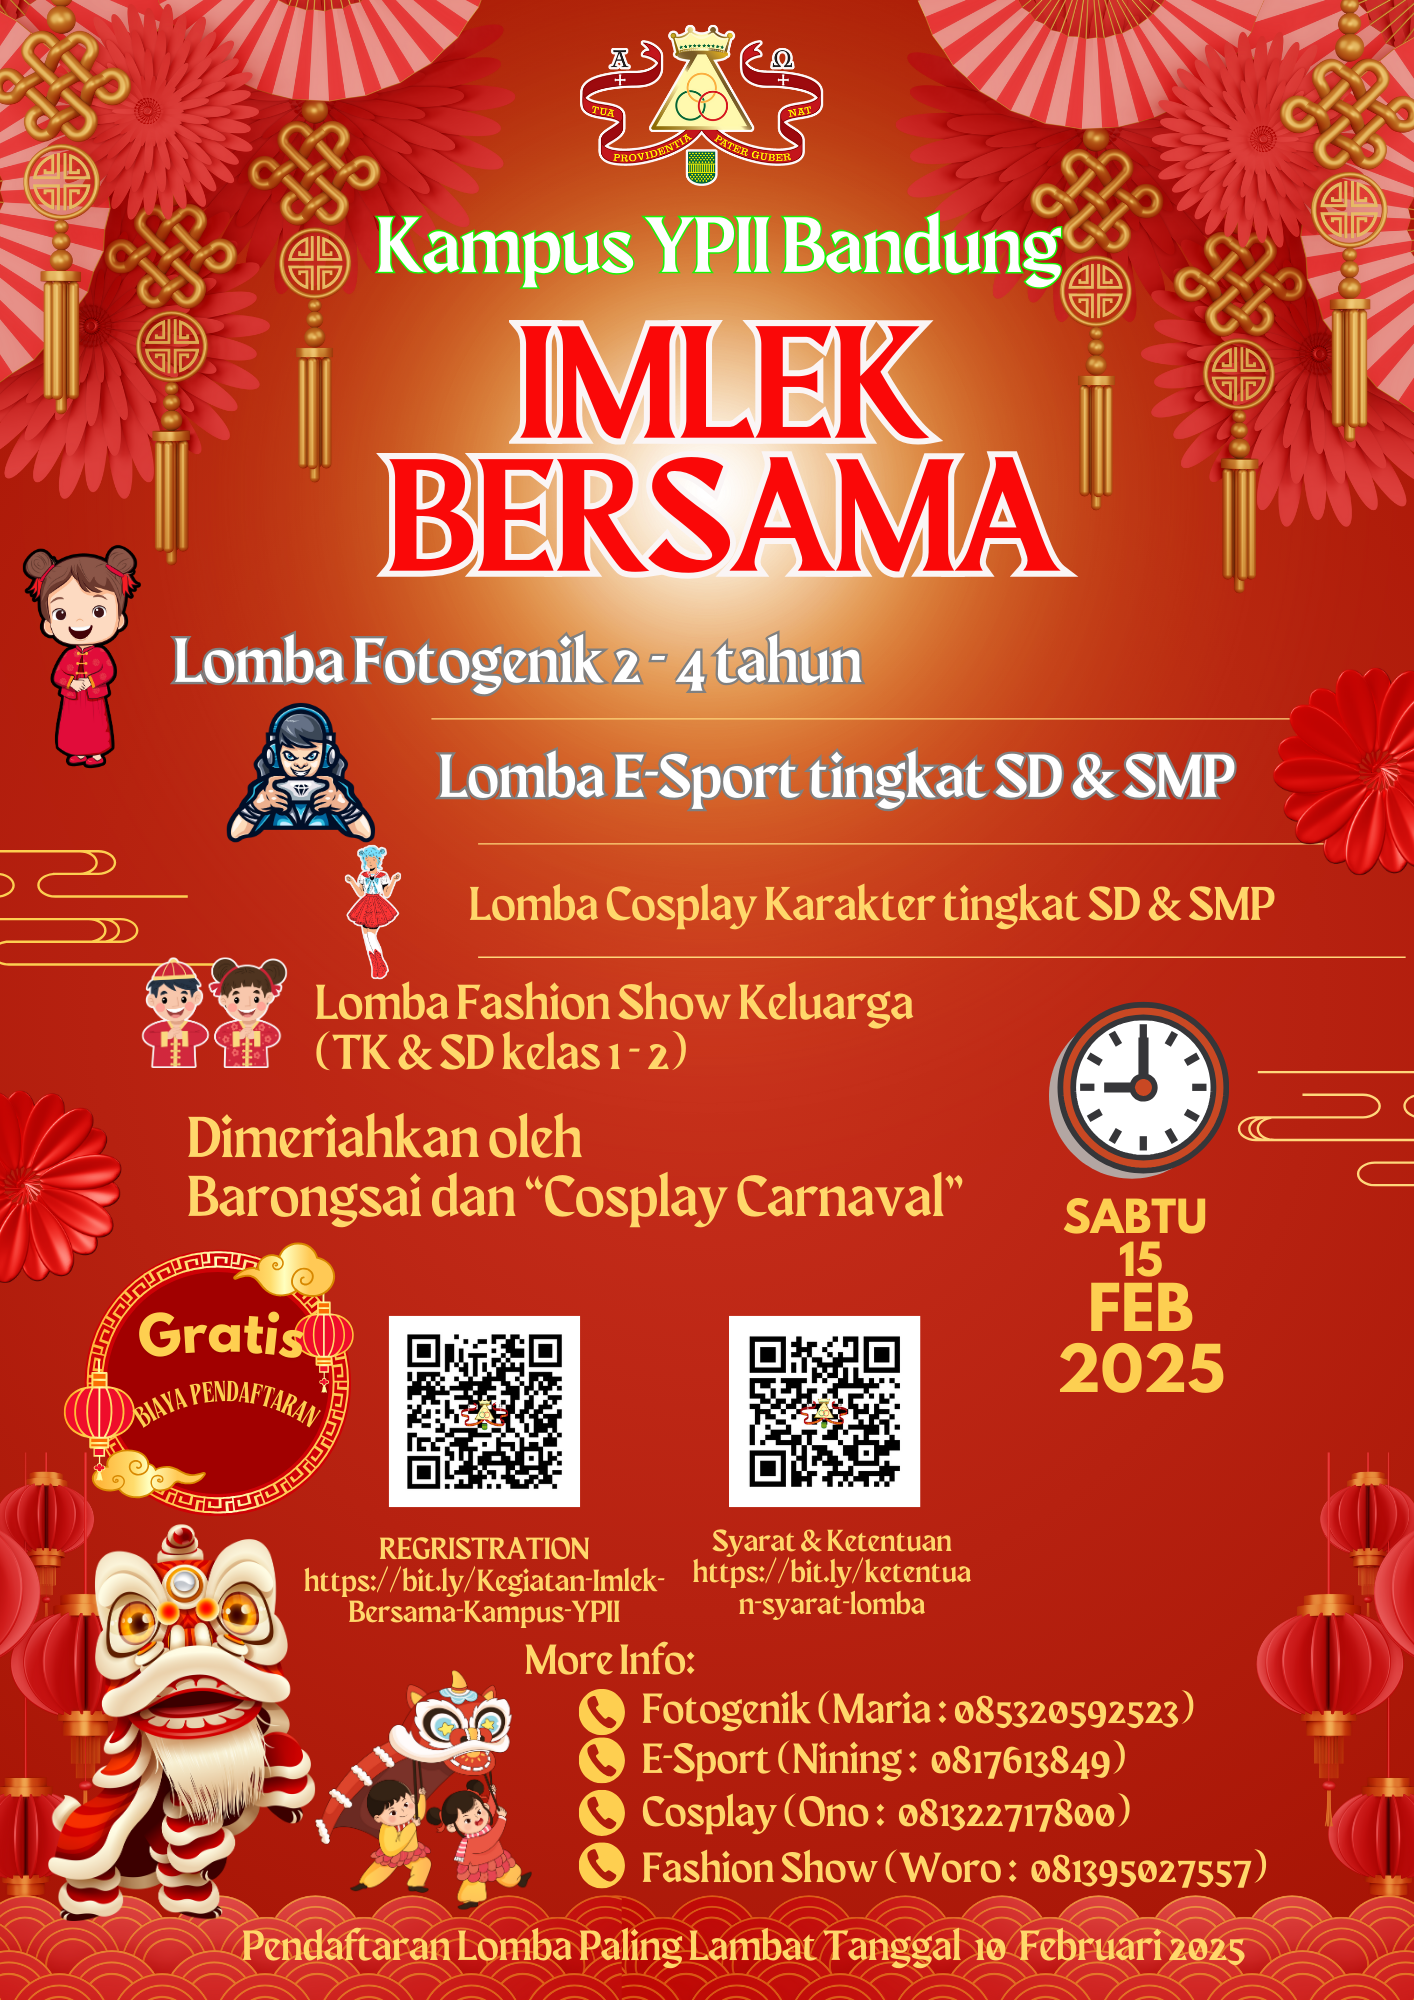 A Ω
TUA PROVIDENTIA PATER GUBER NAT
Kampus YPII Bandung
IMLEK
BERSAMA
Lomba Fotogenik 2 - 4 tahun
Lomba E-Sport tingkat SD & SMP
Lomba Cosplay Karakter tingkat SD & SMP
Lomba Fashion Show Keluarga
(TK & SD kelas 1 - 2)
Dimeriahkan oleh
Barongsai dan “Cosplay Carnaval”
SABTU
15
FEB
2025
Gratis
BIAYA PENDAFTARAN
REGRISTRATION
https://bit.ly/Kegiatan-Imlek-
Bersama-Kampus-YPII
Syarat & Ketentuan
https://bit.ly/ketentua
n-syarat-lomba
More Info:
Fotogenik (Maria : 085320592523)
E-Sport (Nining : 0817613849)
Cosplay (Ono : 081322717800)
Fashion Show (Woro : 081395027557)
Pendaftaran Lomba Paling Lambat Tanggal 10 Februari 2025